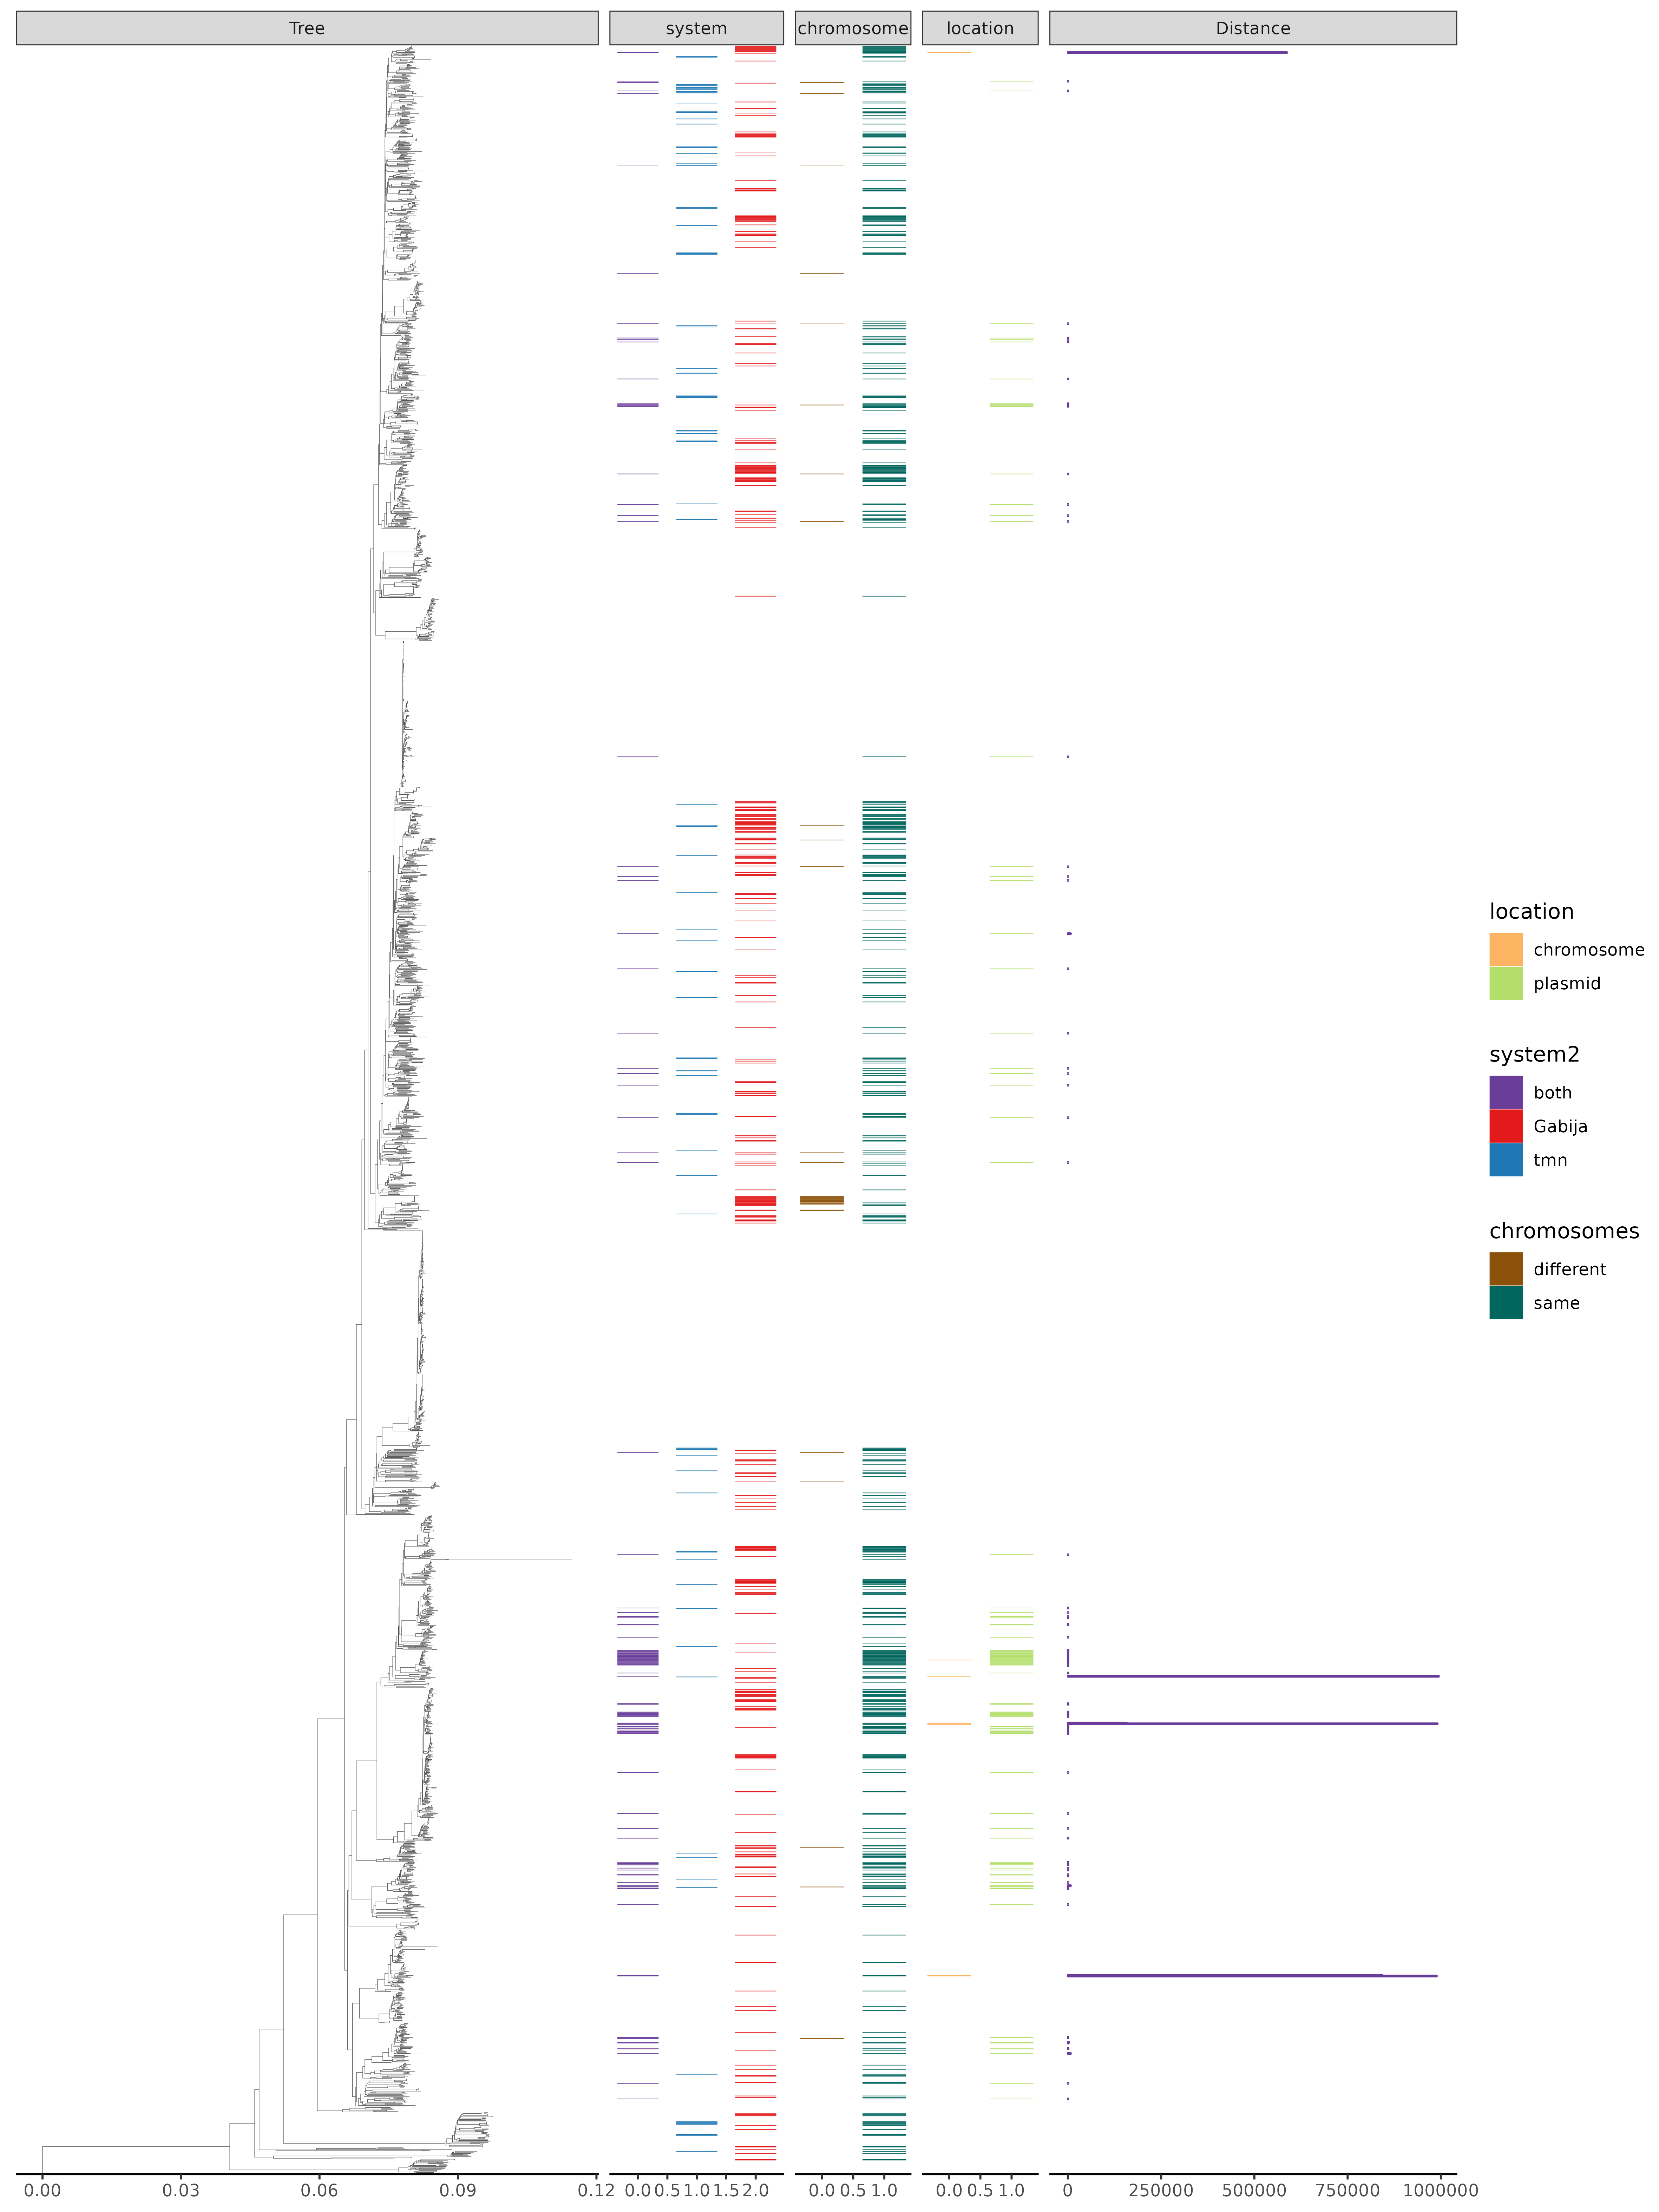 Tree system chromosome location Distance
location
chromosome
plasmid
system2
both
Gabija
tmn
chromosomes
different
same
0.00 0.03 0.06 0.09 0.12 0.0 0.5 1.0 1.5 2.0 0.0 0.5 1.0 0.0 0.5 1.0 0 250000 500000 750000 1000000